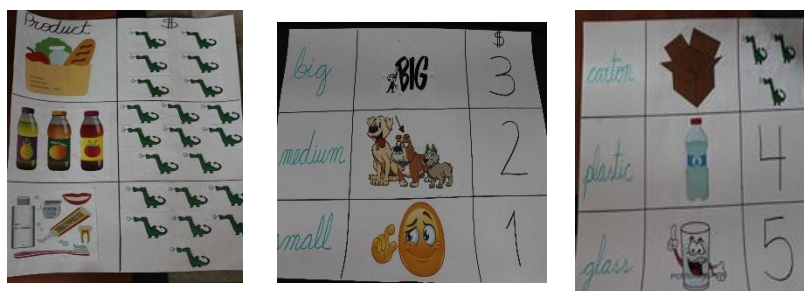 Product $
$
big BIG 3
medium 2
small 1
carton
plastic 4
glass 5